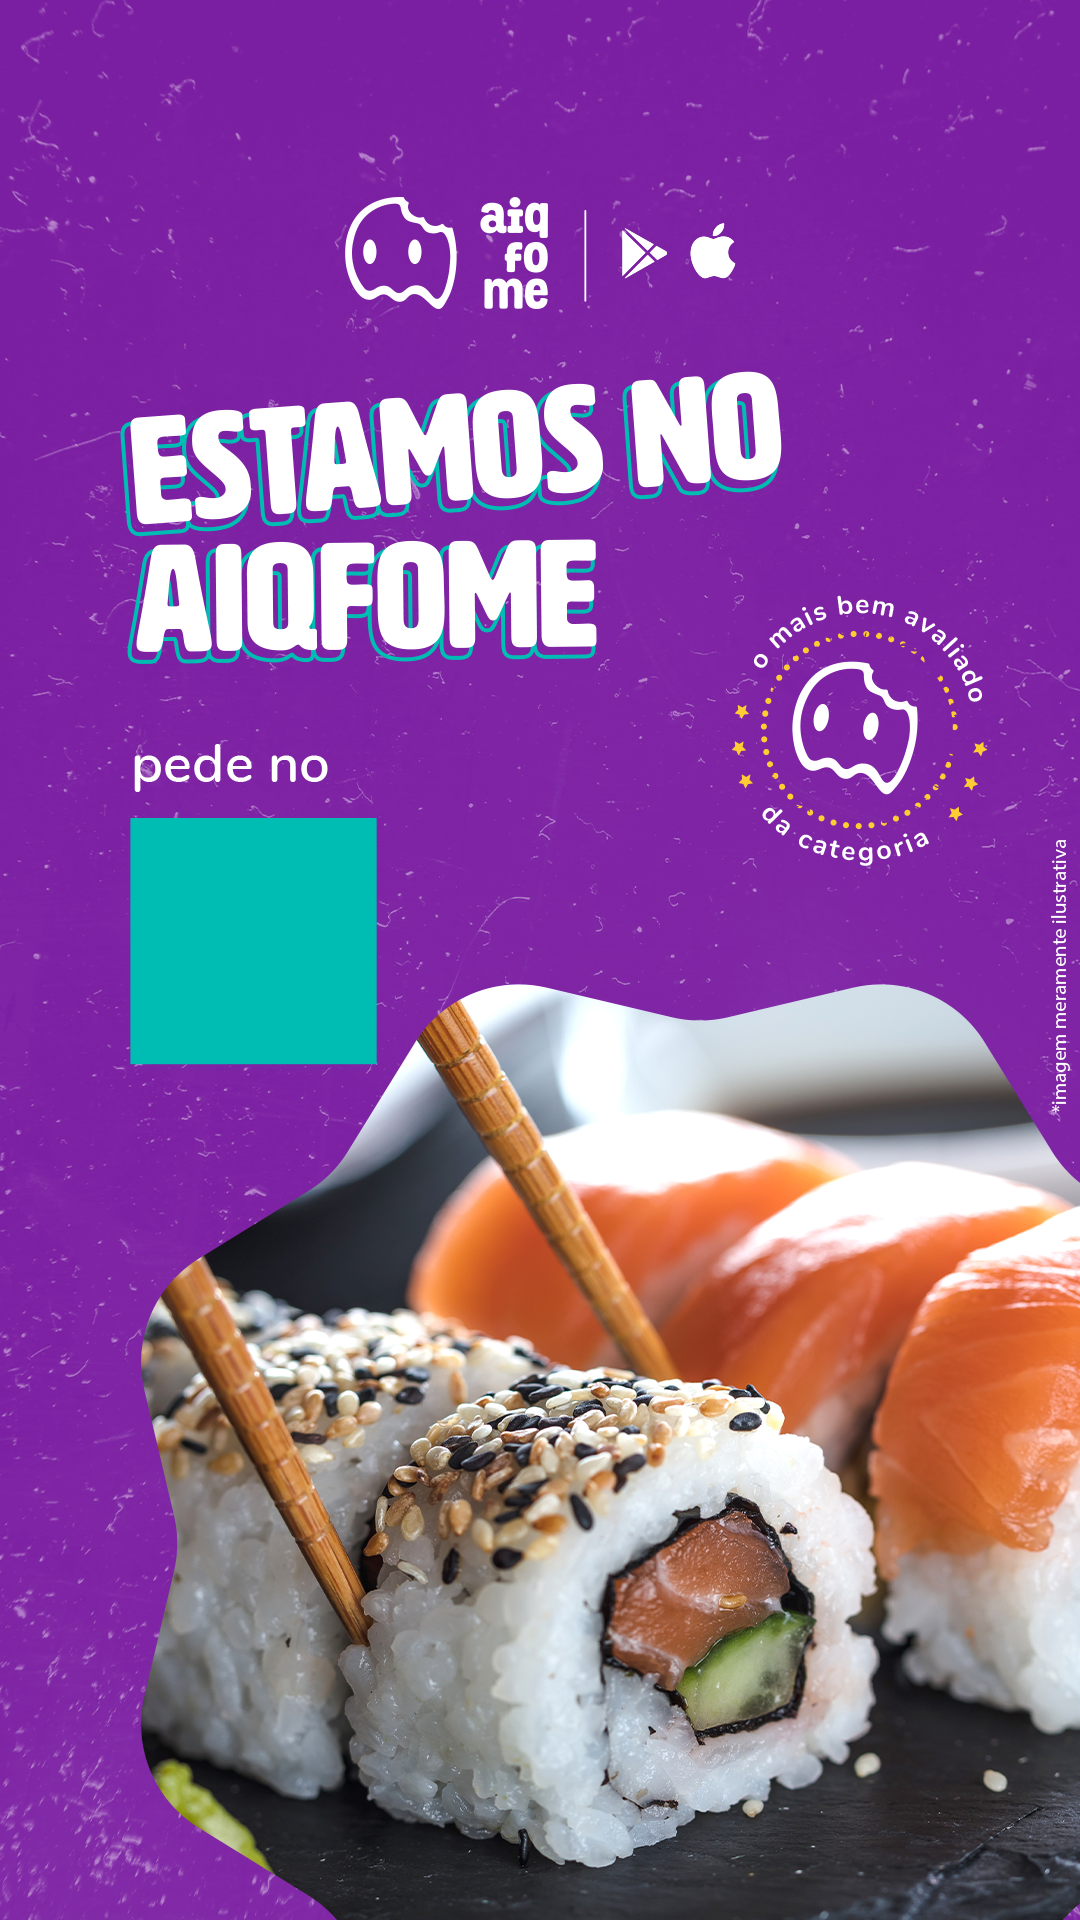 aiq
fo
me
ESTAMOS NO
AIQFOME
o mais bem avaliado
da categoria
pede no
*imagem meramente ilustrativa